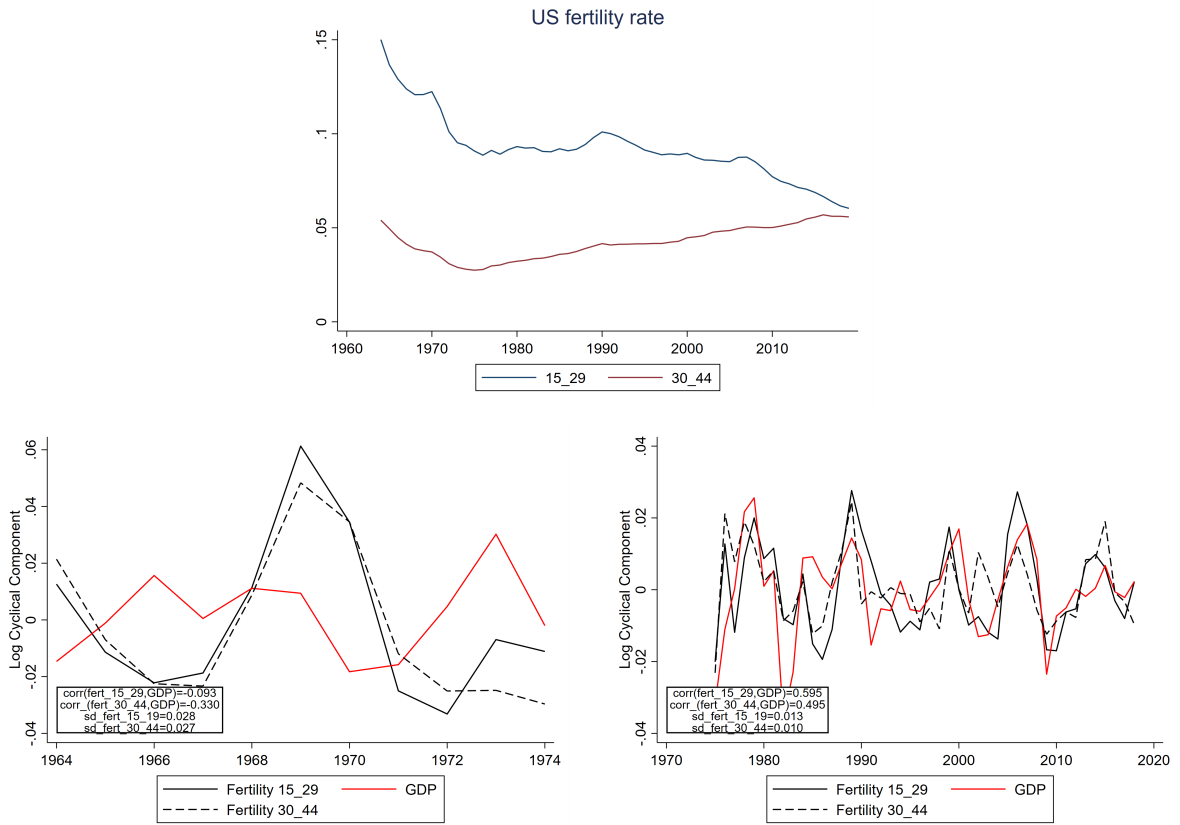 US fertility rate
.15
.1
.05
0
1960 1970 1980 1990 2000 2010
15_29 30_44
Log Cyclical Component
.06
.04
.02
0
-.02
-.04
corr(fert_15_29,GDP)=-0.093
corr_(fert_30_44,GDP)=-0.330
sd_fert_15_19=0.028
sd_fert_30_44=0.027
1964 1966 1968 1970 1972 1974
Fertility 15_29 GDP
Fertility 30_44
Log Cyclical Component
.04
.02
0
-.02
-.04
corr(fert_15_29,GDP)=0.595
corr_(fert_30_44,GDP)=0.495
sd_fert_15_19=0.013
sd_fert_30_44=0.010
1970 1980 1990 2000 2010 2020
Fertility 15_29 GDP
Fertility 30_44